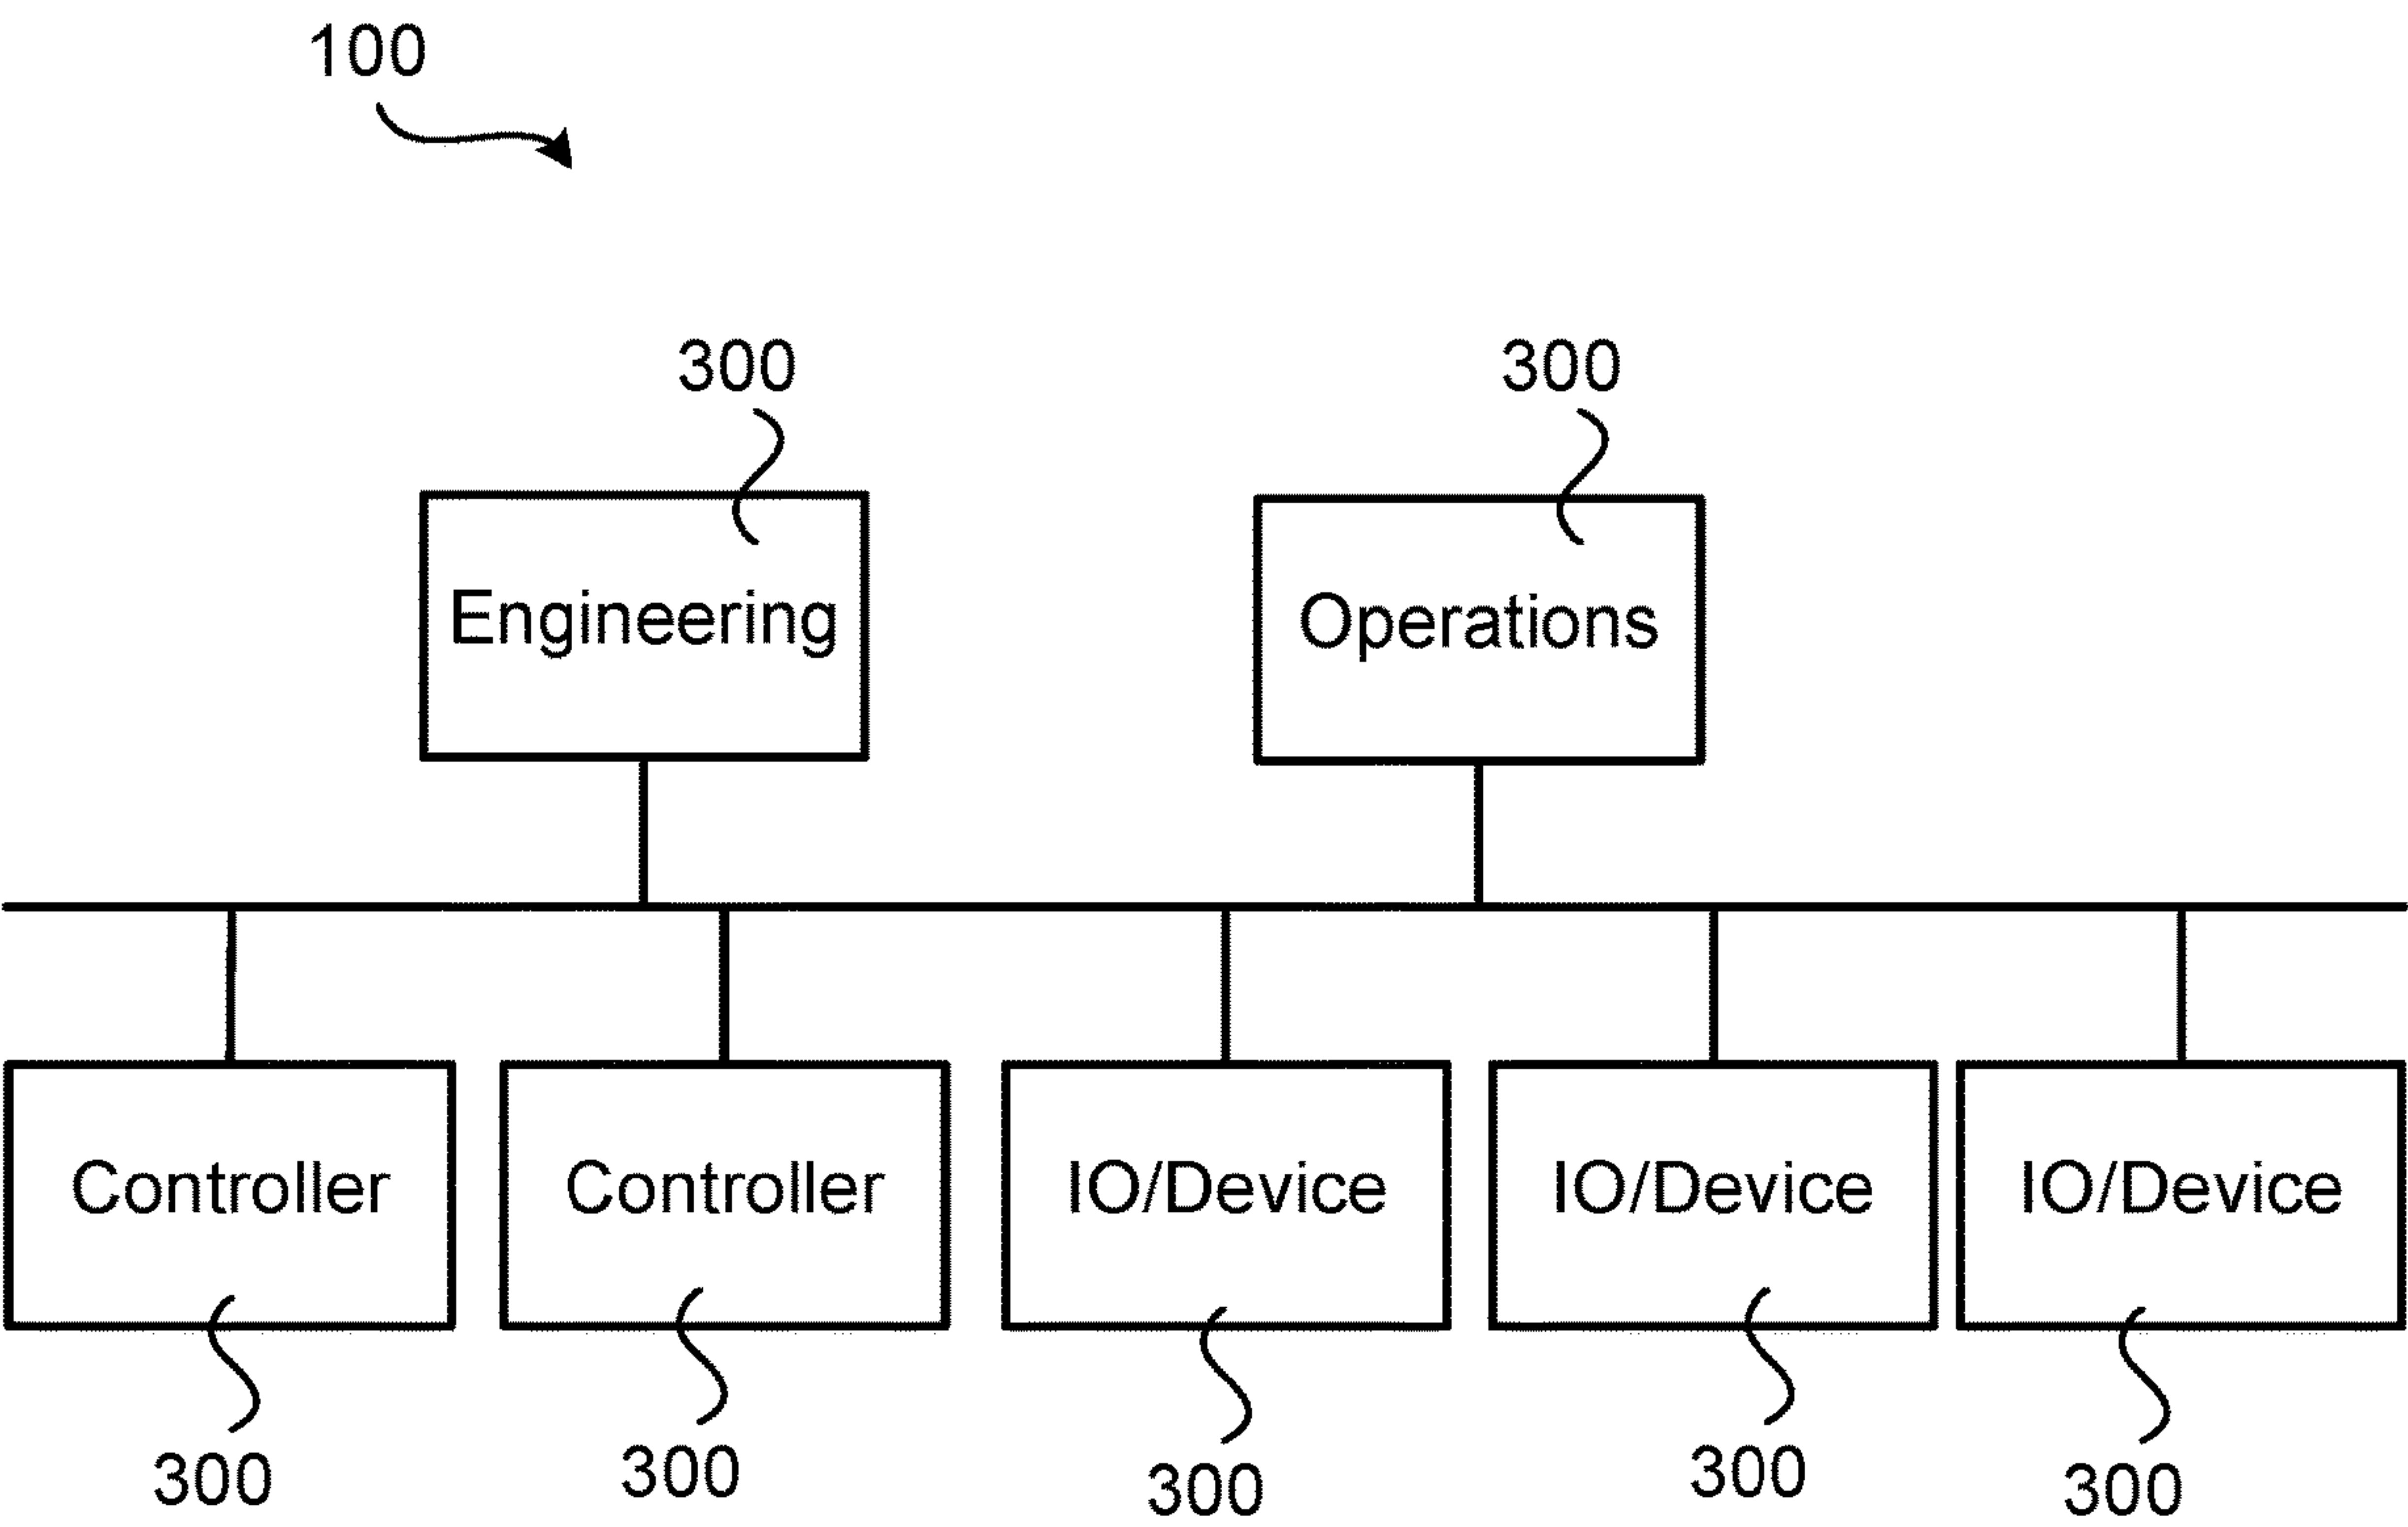 100
300 300
Engineering Operations
Controller Controller IO/Device IO/Device IO/Device
300 300 300 300 300